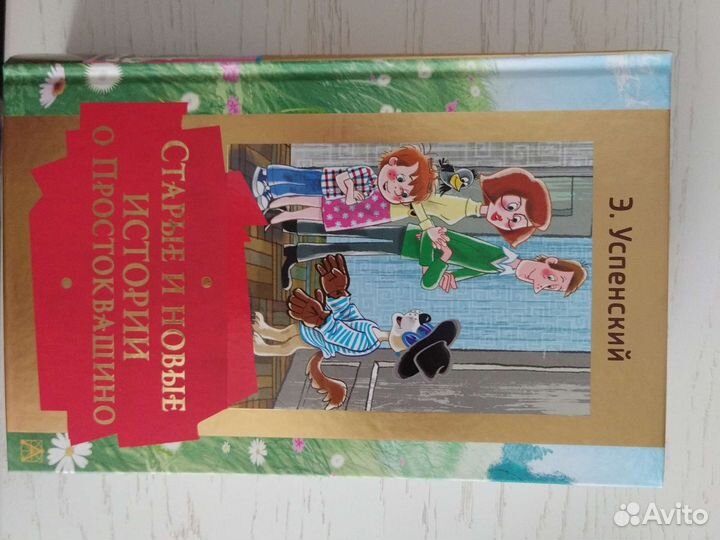 Э. Успенский
Старые и новые
истории
о Простоквашино
Avito